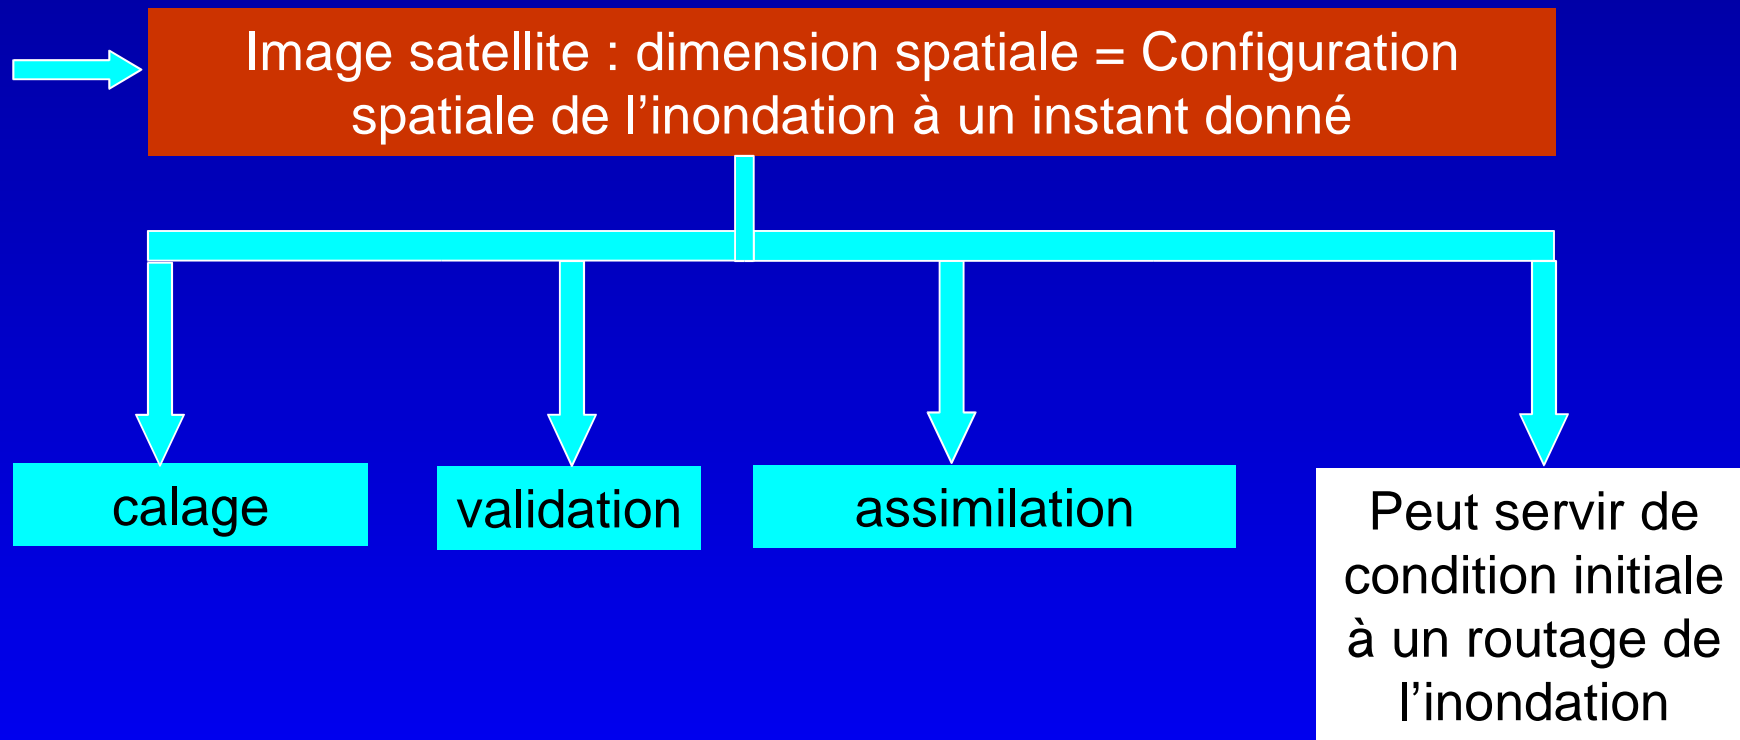 Image satellite : dimension spatiale = Configuration
spatiale de l’inondation à un instant donné
calage
validation
assimilation
Peut servir de
condition initiale
à un routage de
l’inondation